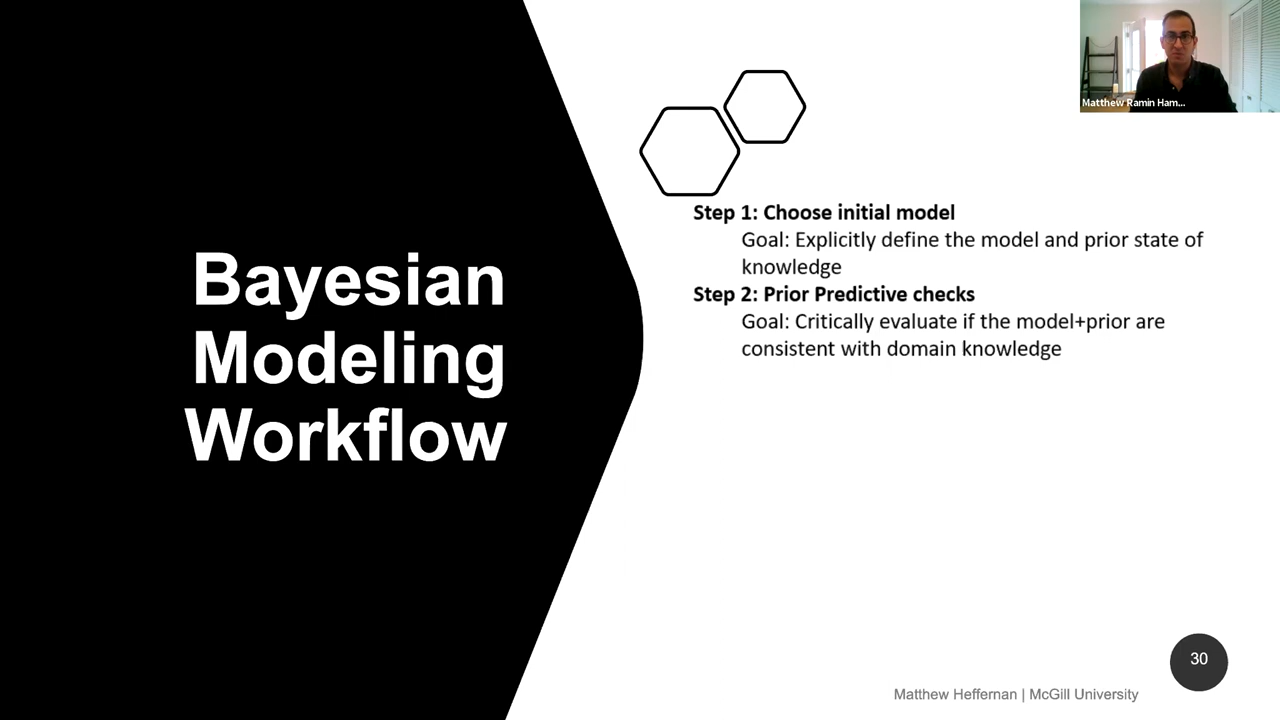 Bayesian
Modeling
Workflow
Step 1: Choose initial model
Goal: Explicitly define the model and prior state of
knowledge
Step 2: Prior Predictive checks
Goal: Critically evaluate if the model+prior are
consistent with domain knowledge
Matthew Ramin Ham...
30
Matthew Heffernan | McGill University